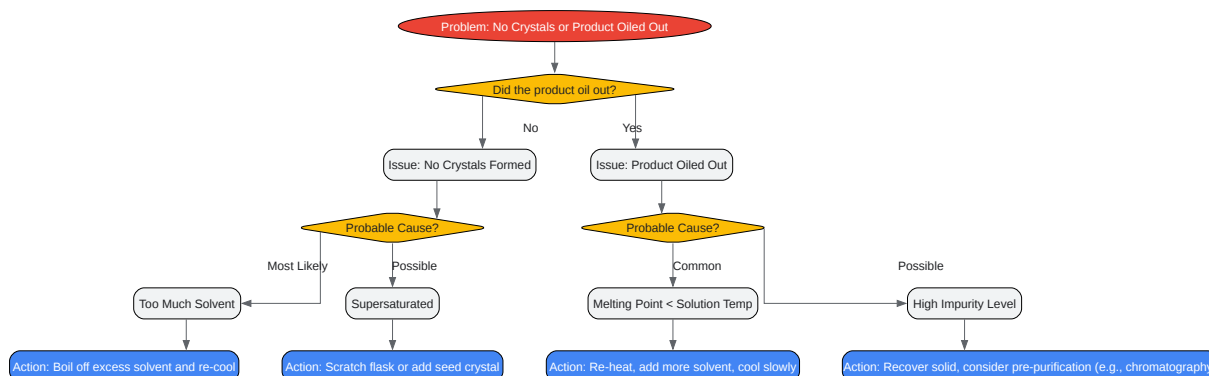 Problem: No Crystals or Product Oiled Out
Did the product oil out?
No
Yes
Issue: No Crystals Formed
Issue: Product Oiled Out
Probable Cause?
Probable Cause?
Most Likely
Possible
Common
Possible
Too Much Solvent
Supersaturated
Melting Point < Solution Temp
High Impurity Level
Action: Boil off excess solvent and re-cool
Action: Scratch flask or add seed crystal
Action: Re-heat, add more solvent, cool slowly
Action: Recover solid, consider pre-purification (e.g., chromatography